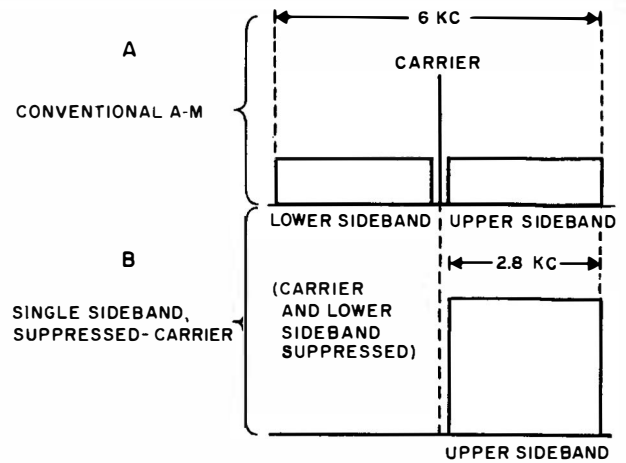 6 KC
A
CARRIER
CONVENTIONAL A-M
LOWER SIDEBAND
UPPER SIDEBAND
B
2.8 KC
SINGLE SIDEBAND,
SUPPRESSED-CARRIER
(CARRIER
AND LOWER
SIDEBAND
SUPPRESSED)
UPPER SIDEBAND